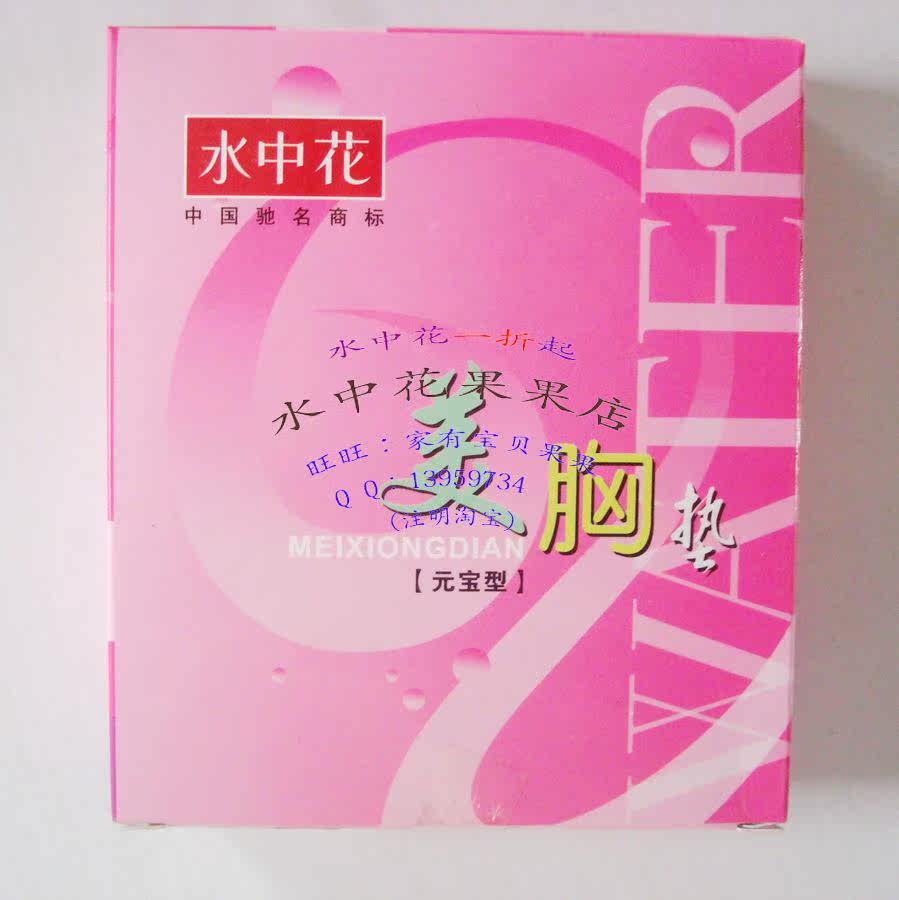 水中花
中国驰名商标
水中花一折起
水中花果果店
旺旺：家有宝贝果果
QQ：13959734
(注明淘宝)
美胸垫
MEIXIONGDIAN
【元宝型】
WATER